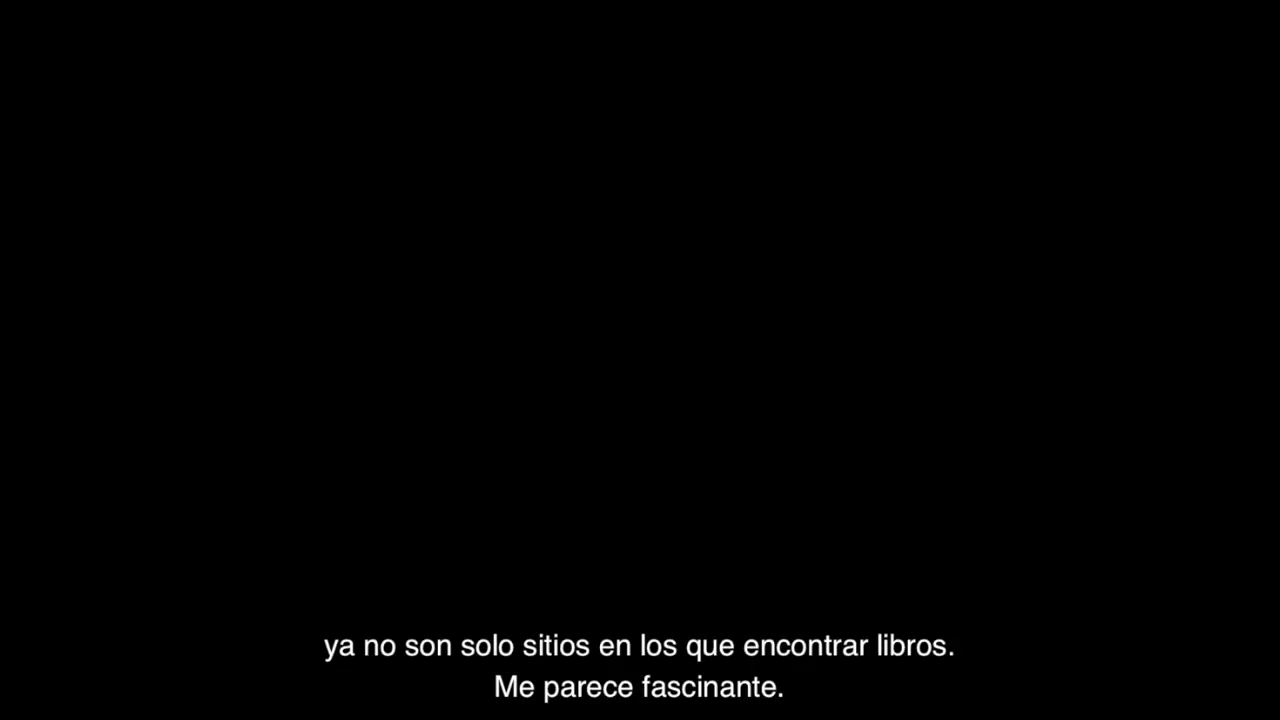 ya no son solo sitios en los que encontrar libros.
Me parece fascinante.